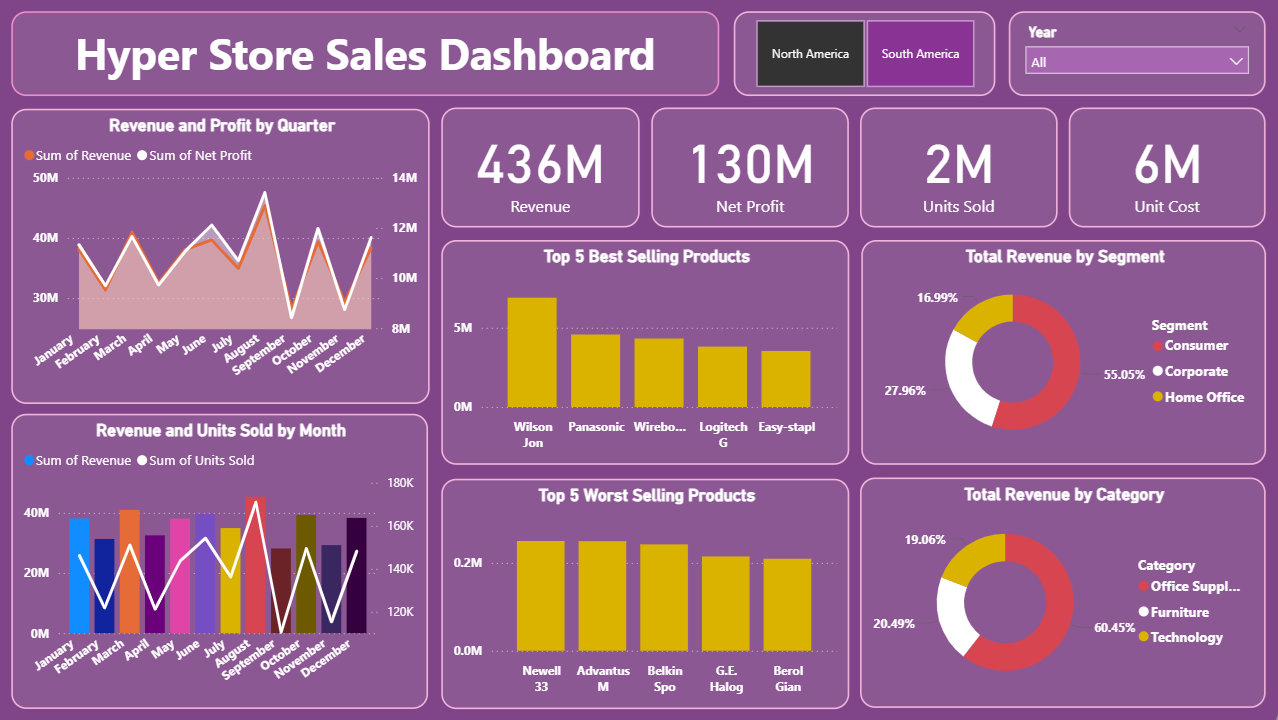 Hyper Store Sales Dashboard
North America
South America
Year
All
Revenue and Profit by Quarter
Sum of Revenue
Sum of Net Profit
50M
40M
30M
14M
12M
10M
8M
January
February
March
April
May
June
July
August
September
October
November
December
436M
Revenue
130M
Net Profit
2M
Units Sold
6M
Unit Cost
Top 5 Best Selling Products
5M
0M
Wilson
Jon
Panasonic
Wirebo...
Logitech
G
Easy-stapl
Total Revenue by Segment
16.99%
27.96%
55.05%
Segment
Consumer
Corporate
Home Office
Revenue and Units Sold by Month
Sum of Revenue
Sum of Units Sold
40M
20M
0M
180K
160K
140K
120K
January
February
March
April
May
June
July
August
September
October
November
December
Top 5 Worst Selling Products
0.2M
0.0M
Newell
33
Advantus
M
Belkin
Spo
G.E.
Halog
Berol
Gian
Total Revenue by Category
19.06%
20.49%
60.45%
Category
Office Suppl...
Furniture
Technology